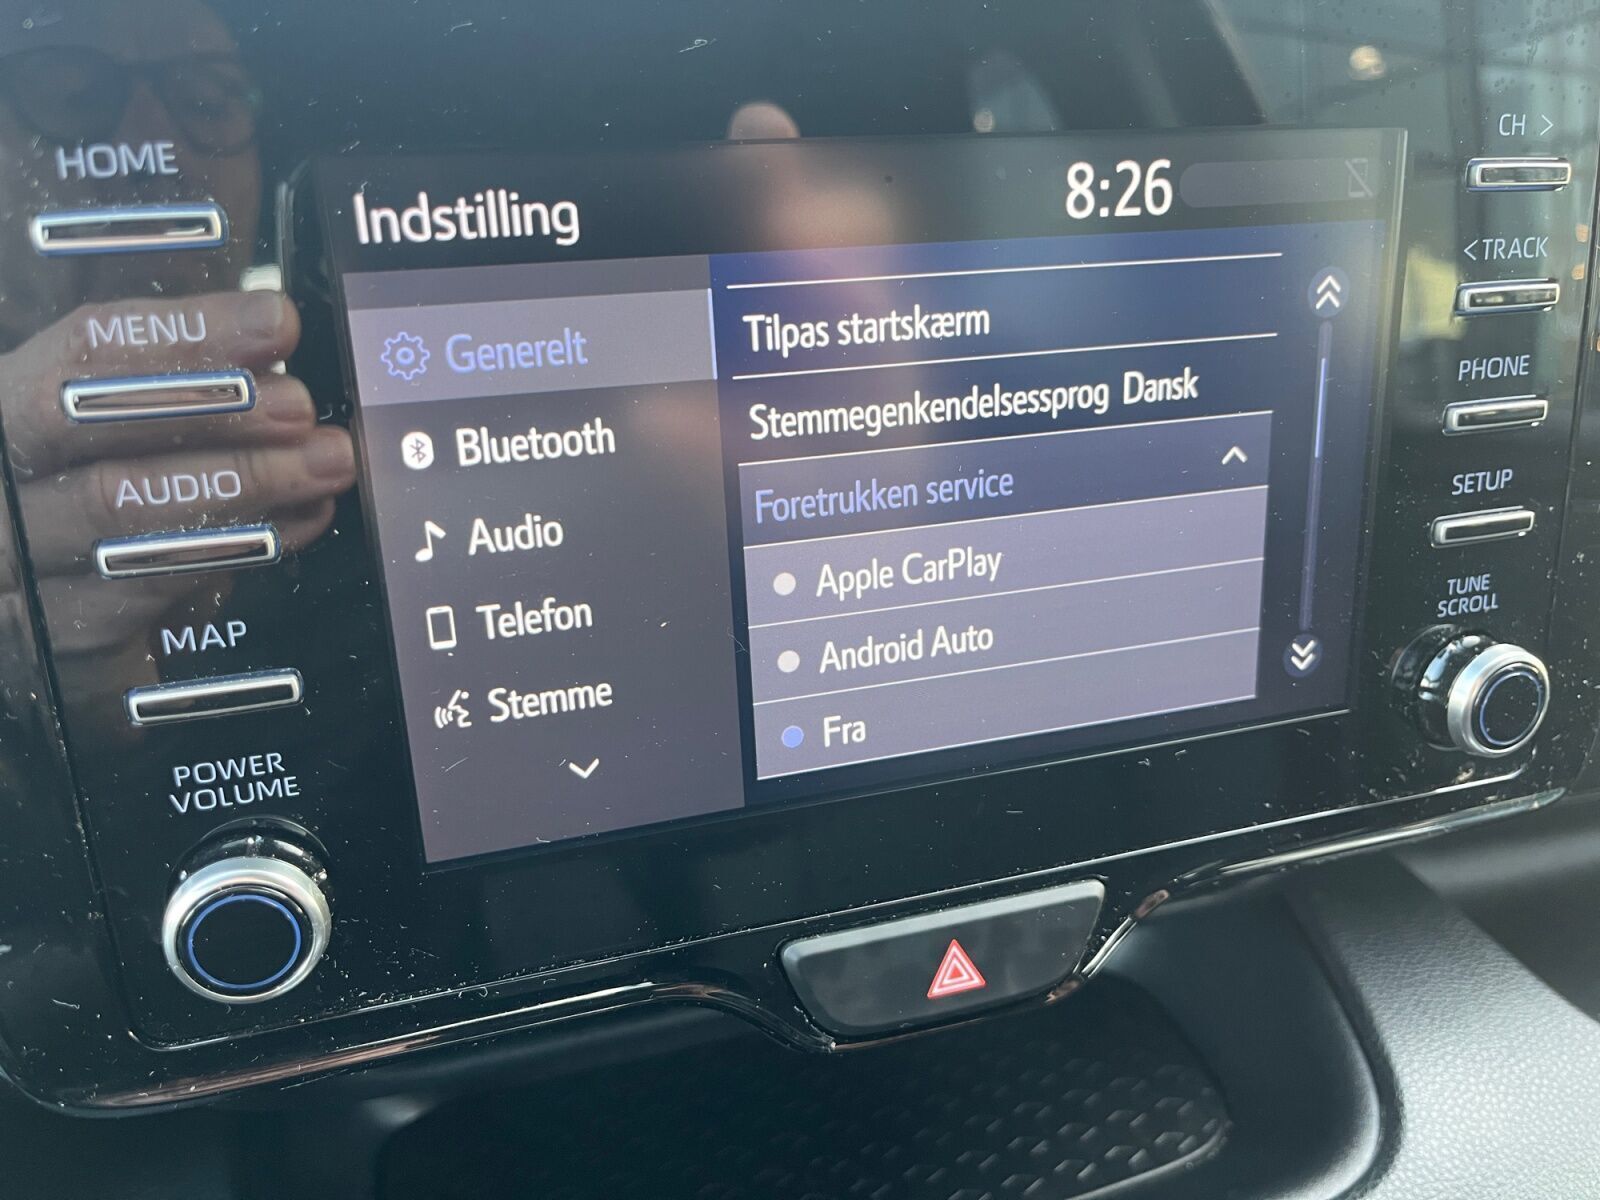 HOME
MENU
AUDIO
MAP
POWER
VOLUME
Indstilling
8:26
Generelt
Bluetooth
Audio
Telefon
Stemme
Tilpas startskærm
Stemmegenkendelsessprog Dansk
Foretrukken service
Apple CarPlay
Android Auto
Fra
CH >
< TRACK
PHONE
SETUP
TUNE
SCROLL